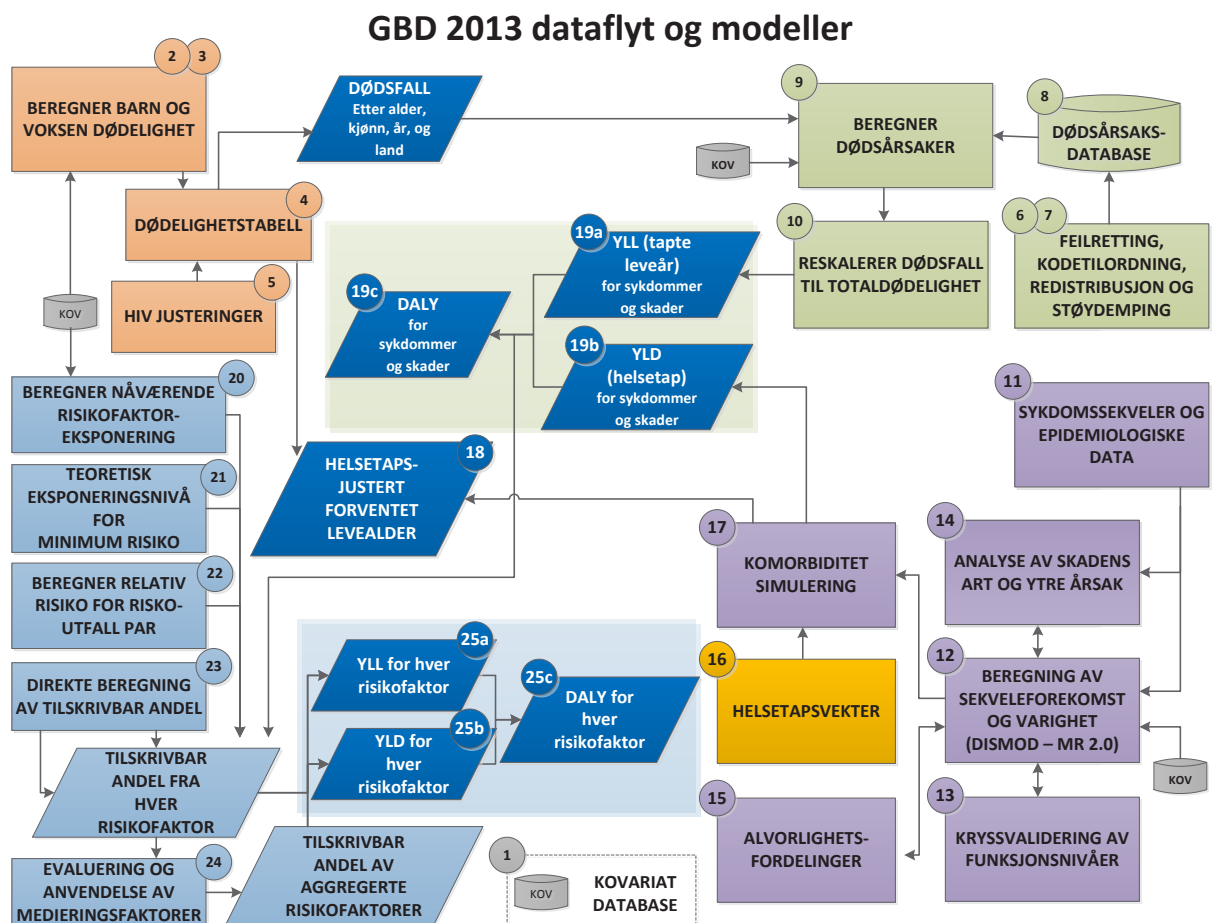 GBD 2013 dataflyt og modeller
2
3
BEREGNER BARN OG
VOKSEN DØDELIGHET
DØDSFALL
Etter alder,
kjønn, år, og
land
9
BEREGNER
DØDSÅRSAKER
8
DØDSÅRSAKS-
DATABASE
KOV
4
DØDELIGHETSTABELL
5
HIV JUSTERINGER
KOV
10
RESKALERER DØDSFALL
TIL TOTALDØDELIGHET
6
7
FEILRETTING,
KODETILORDNING,
REDISTRIBUSJON OG
STØYDEMPING
19a
YLL (tapte
leveår)
for sykdommer
og skader
19c
DALY
for
sykdommer
og skader
19b
YLD
(helsetap)
for sykdommer
og skader
20
BEREGNER NÅVÆRENDE
RISIKOFAKTOR-
EKSPONERING
11
SYKDOMSSEKVELER OG
EPIDEMIOLOGISKE
DATA
21
TEORETISK
EKSPONERINGSNIVÅ
FOR
MINIMUM RISIKO
18
HELSETAPS-
JUSTERT
FORVENTET
LEVEALDER
17
KOMORBIDITET
SIMULERING
14
ANALYSE AV SKADENS
ART OG YTRE ÅRSAK
22
BEREGNER RELATIV
RISIKO FOR RISKO-
UTFALL PAR
23
DIREKTE BEREGNING
AV TILSKRIVBAR ANDEL
25a
YLL for hver
risikofaktor
25b
YLD for
hver
risikofaktor
25c
DALY for
hver
risikofaktor
16
HELSETAPSVEKTER
12
BEREGNING AV
SEKVELEFOREKOMST
OG VARIGHET
(DISMOD – MR 2.0)
KOV
TILSKRIVBAR
ANDEL FRA
HVER
RISIKOFAKTOR
15
ALVORLIGHETS-
FORDELINGER
13
KRYSSVALIDERING AV
FUNKSJONSNIVÅER
24
EVALUERING OG
ANVENDELSE AV
MEDIERINGSFAKTORER
TILSKRIVBAR
ANDEL AV
AGGREGERTE
RISIKOFAKTORER
1
KOV
KOVARIAT
DATABASE